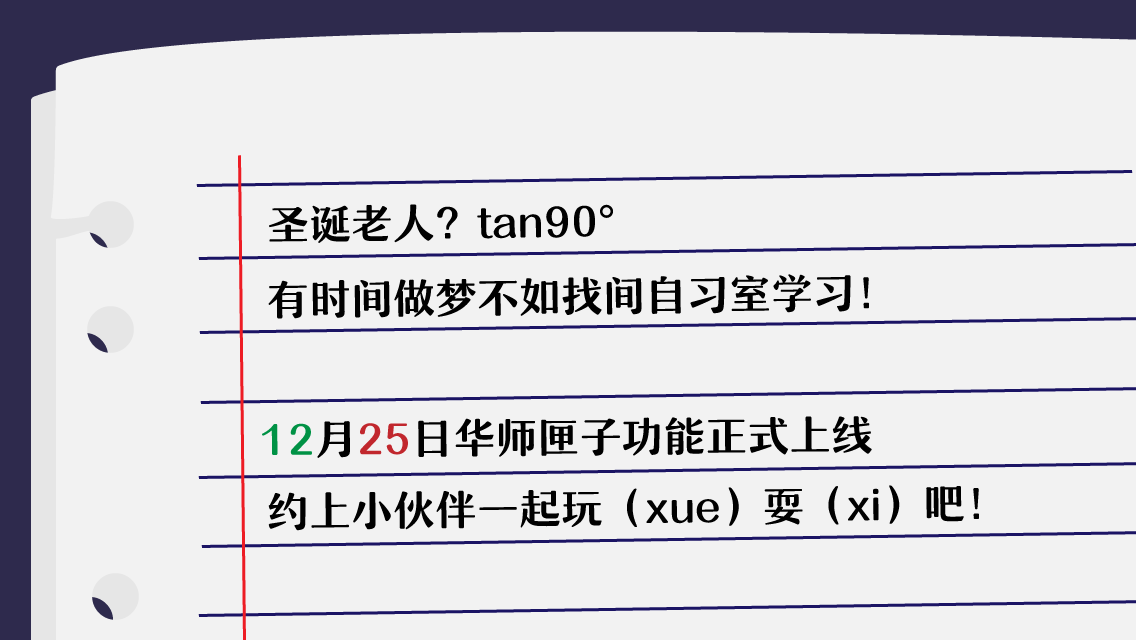 圣诞老人？tan90°
有时间做梦不如找间自习室学习！
12月25日华师匣子功能正式上线
约上小伙伴一起玩（xue）耍（xi）吧！